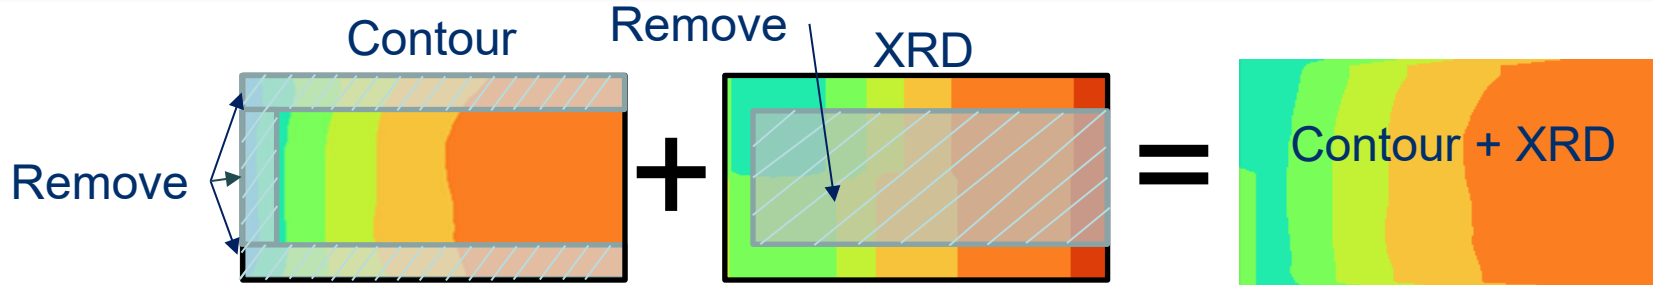 Contour
Remove
XRD
Remove
+
=
Contour + XRD